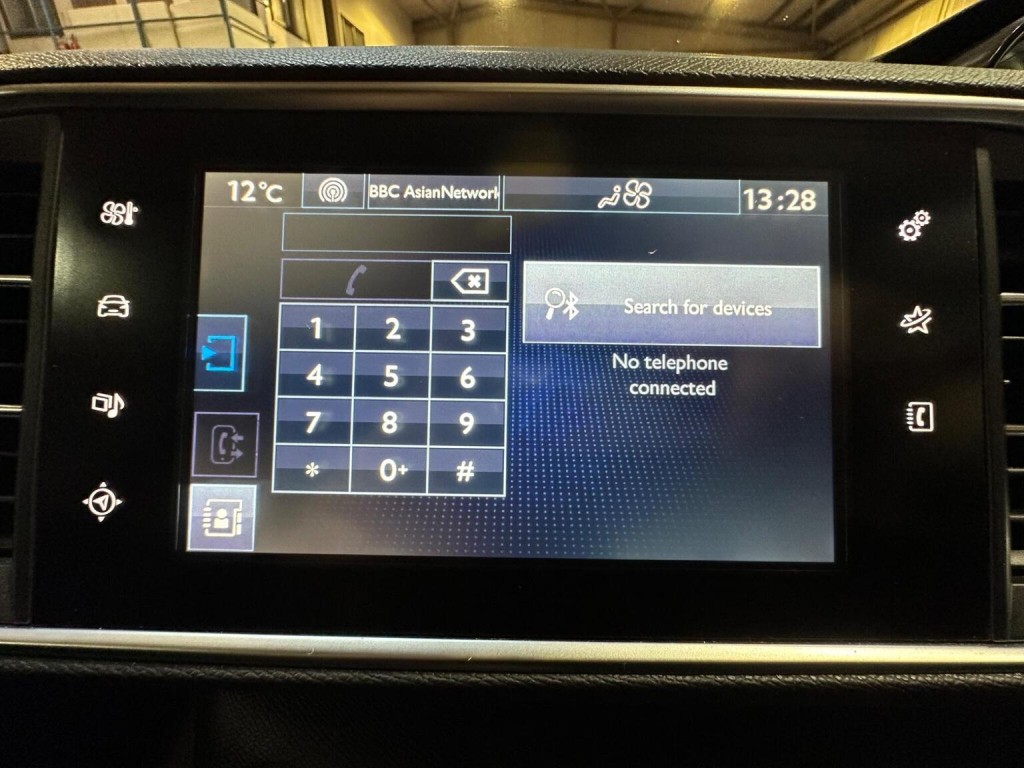 12°C
BBC AsianNetwork
13:28
Search for devices
No telephone
connected
1 2 3
4 5 6
7 8 9
* 0+ #